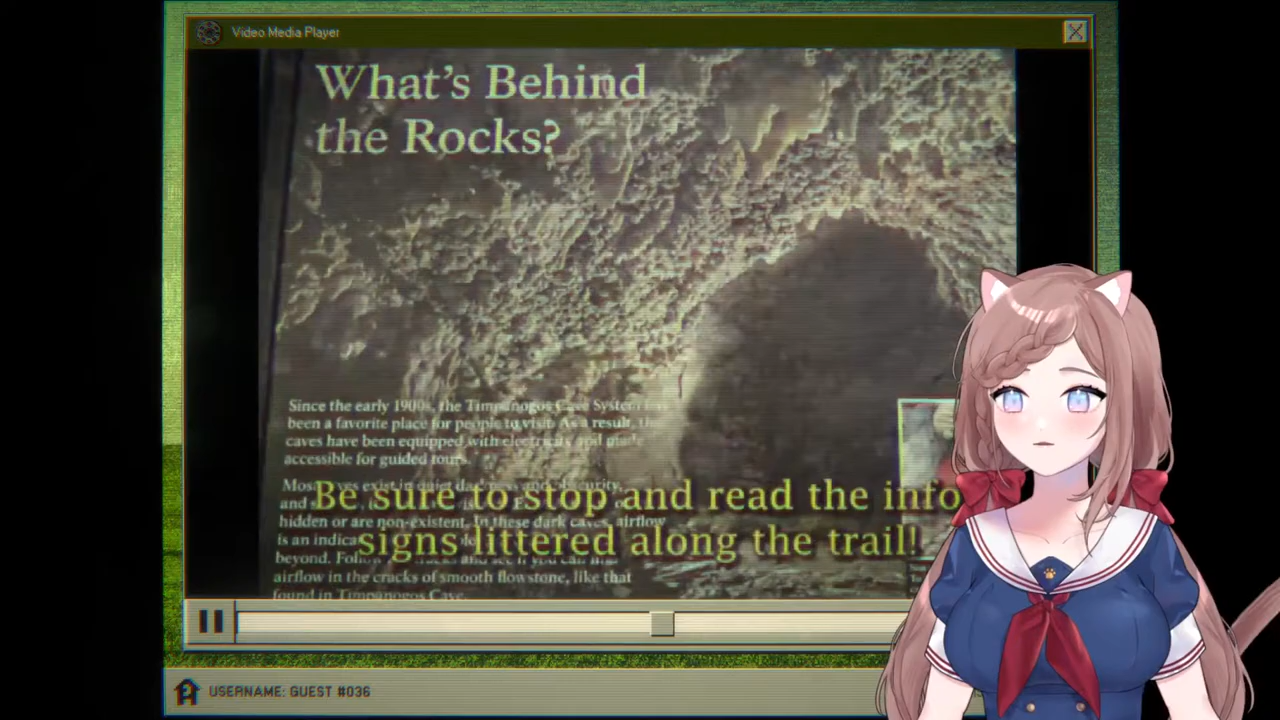 Video Media Player
What's Behind
the Rocks?
Since the early 1900s, the Timpanogos Cave System
been a favorite place for people to visit. As a result,
caves have been equipped with electricity and made
accessible for guided tours.
and
hidden or are non-existent. In these dark caves, airflow
is an
beyond.
airflow in the cracks of smooth flowstone, like that
found in Timpanogos Cave.
Be sure to stop and read the info
signs littered along the trail!
USERNAME: GUEST #036